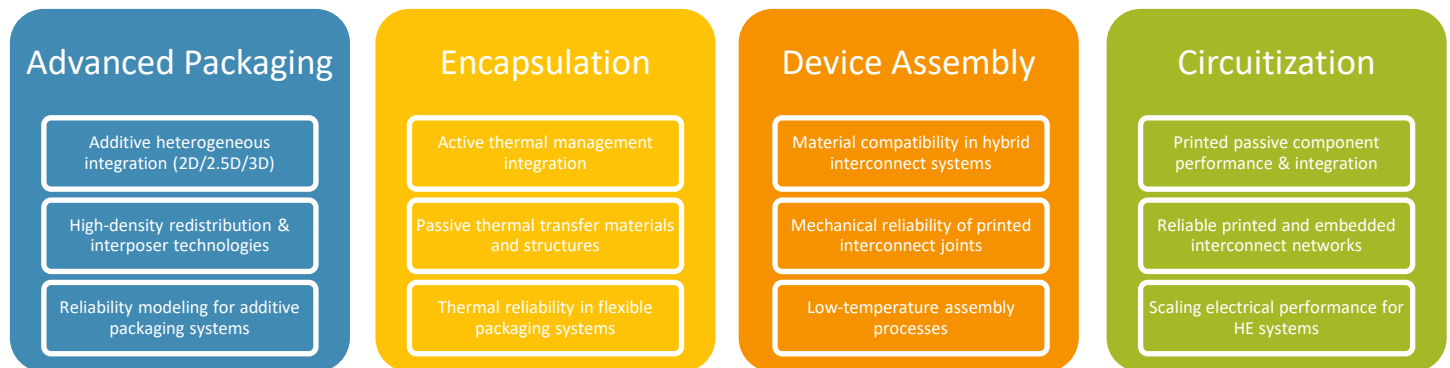 Advanced Packaging
Additive heterogeneous
integration (2D/2.5D/3D)
High-density redistribution &
interposer technologies
Reliability modeling for additive
packaging systems
Encapsulation
Active thermal management
integration
Passive thermal transfer materials
and structures
Thermal reliability in flexible
packaging systems
Device Assembly
Material compatibility in hybrid
interconnect systems
Mechanical reliability of printed
interconnect joints
Low-temperature assembly
processes
Circuitization
Printed passive component
performance & integration
Reliable printed and embedded
interconnect networks
Scaling electrical performance for
HE systems